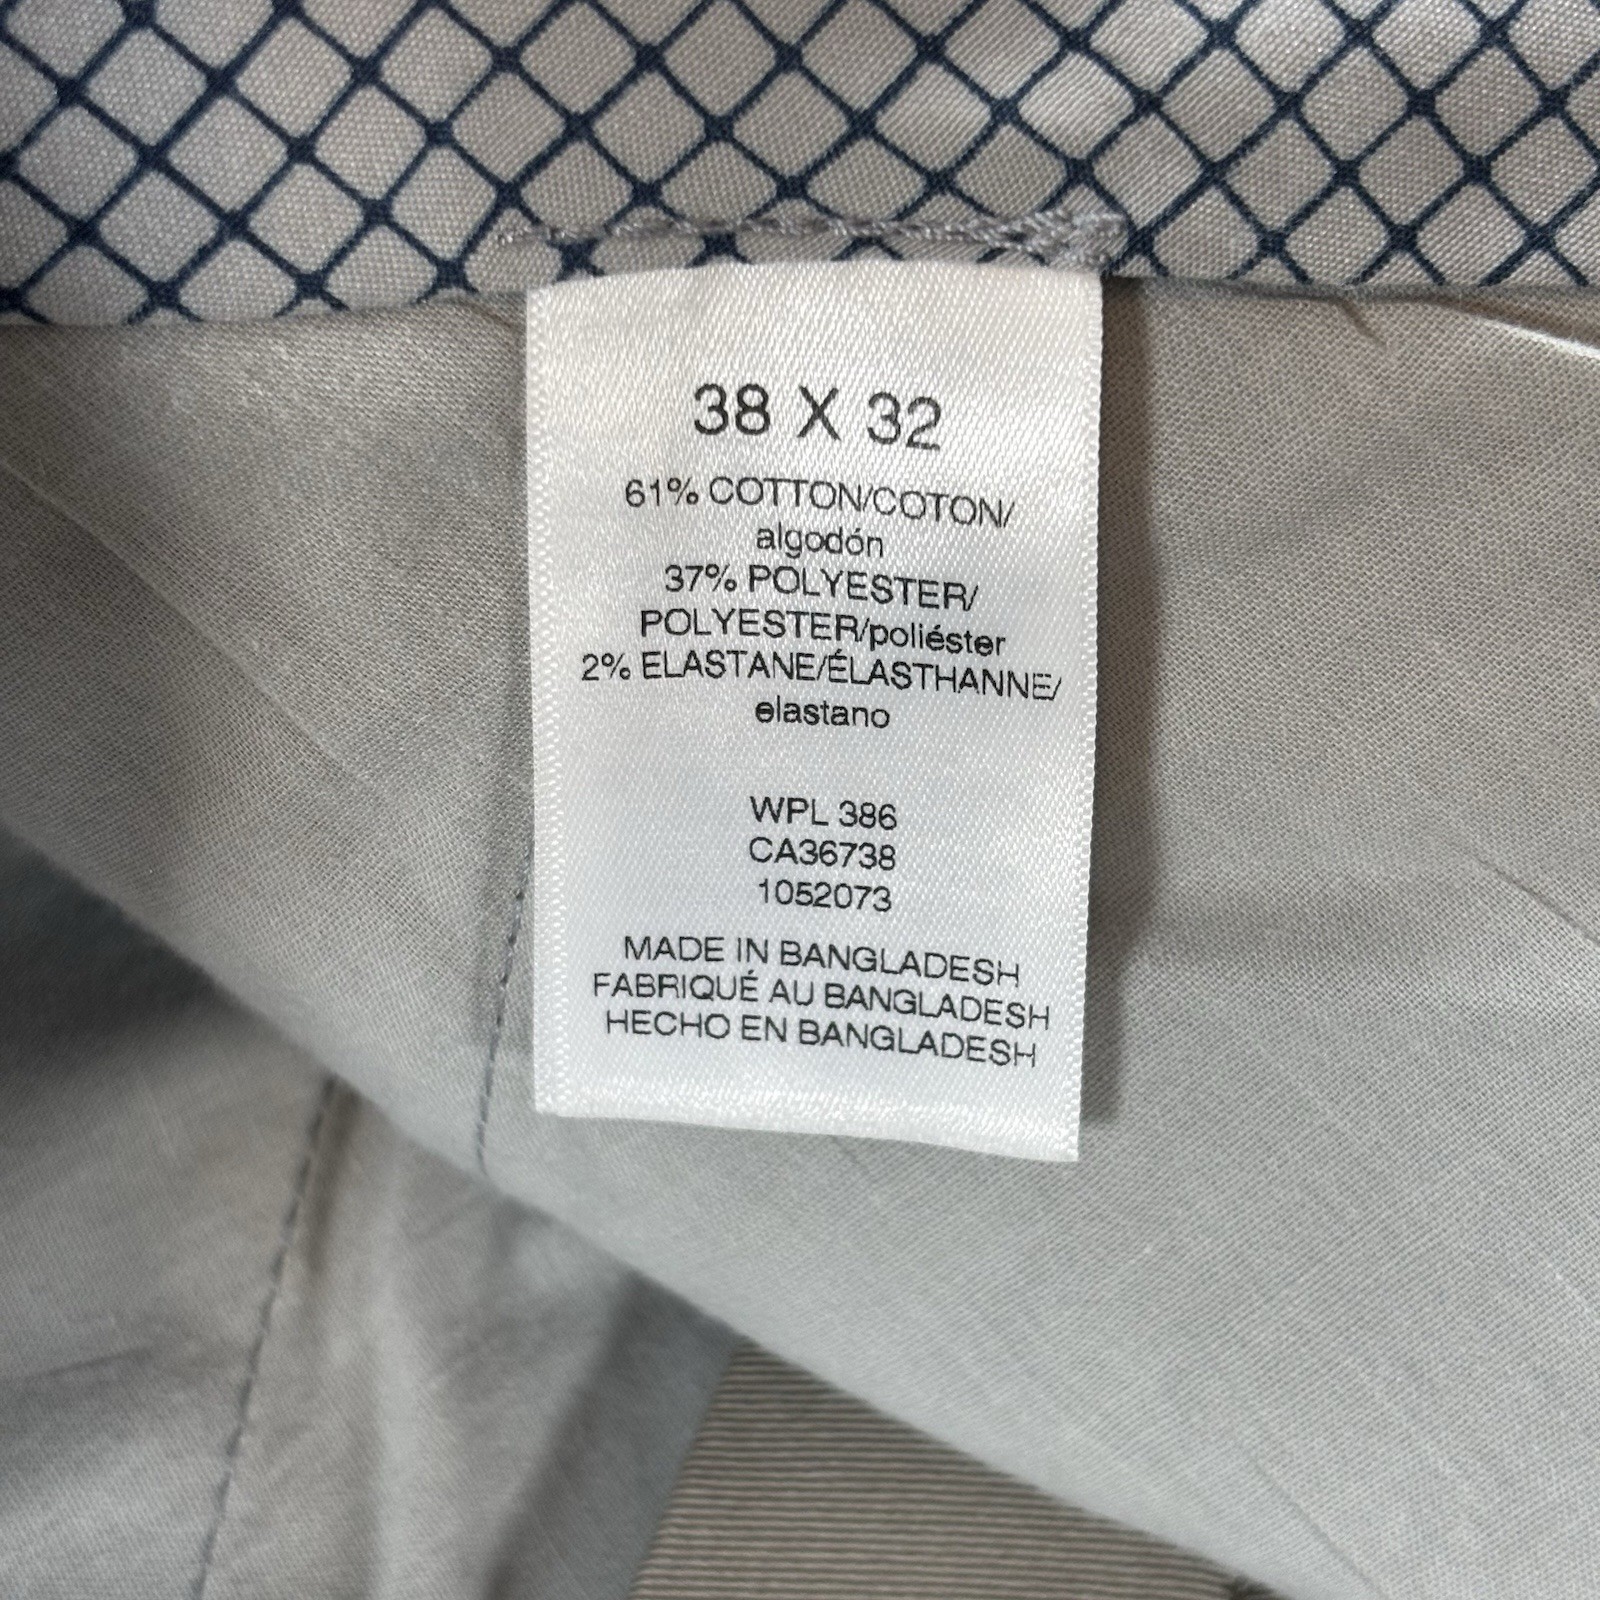 38 X 32
61% COTTON/COTON/
algodón
37% POLYESTER/
POLYESTER/poliéster
2% ELASTANE/ÉLASTHANNE/
elastano
WPL 386
CA36738
1052073
MADE IN BANGLADESH
FABRIQUÉ AU BANGLADESH
HECHO EN BANGLADESH